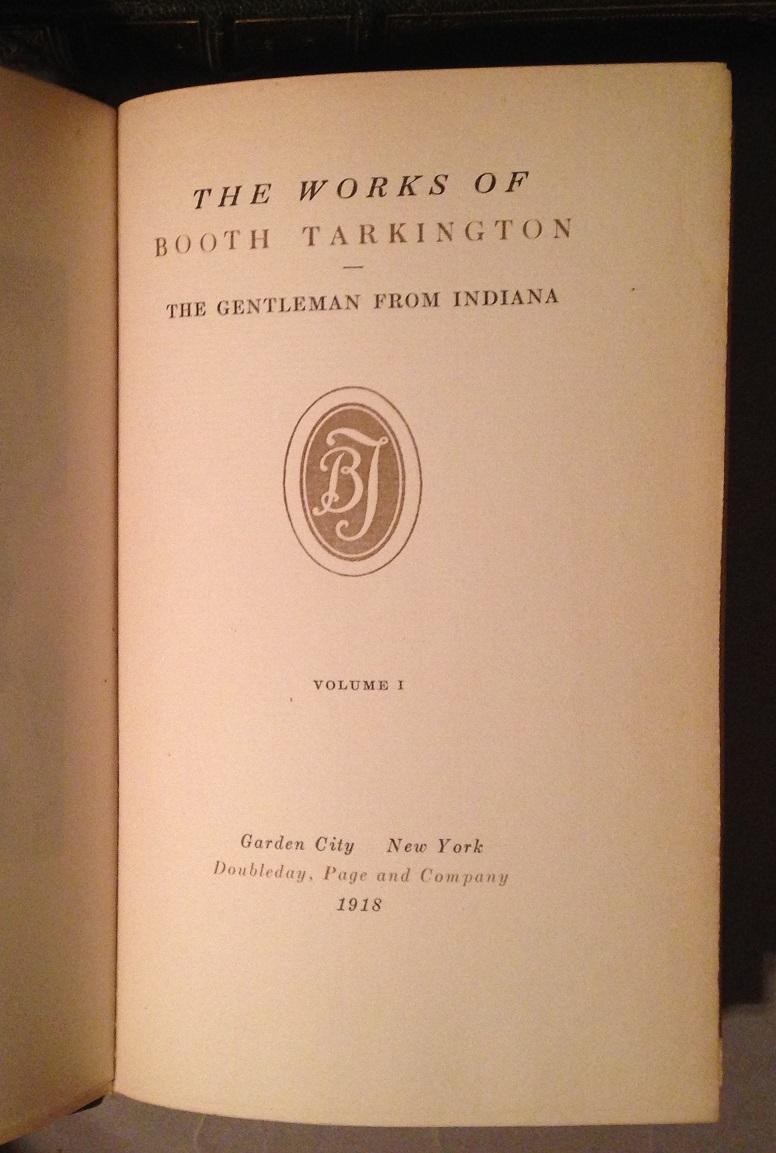 THE WORKS OF
BOOTH TARKINGTON
—
THE GENTLEMAN FROM INDIANA
BT
VOLUME I
Garden City New York
Doubleday, Page and Company
1918